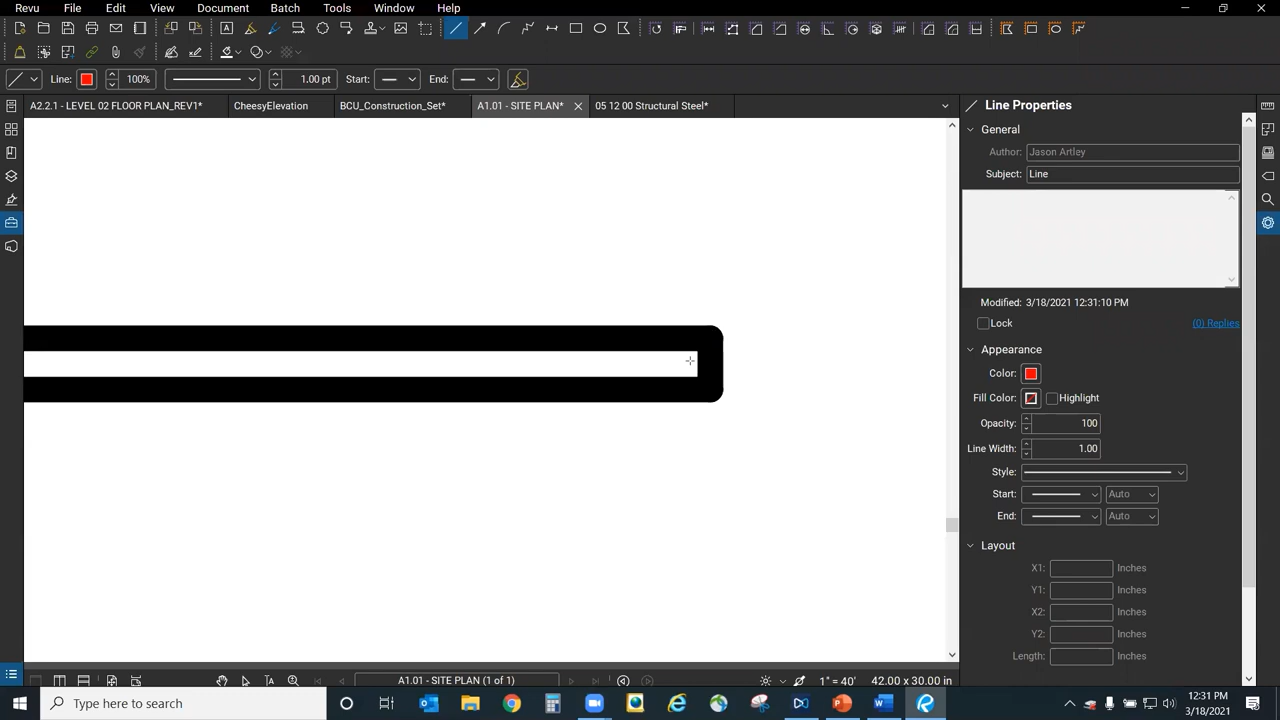 Revu File Edit View Document Batch Tools Window Help
Line: 100% 1.00 pt Start: End:
A2.2.1 - LEVEL 02 FLOOR PLAN_REV1* CheesyElevation BCU_Construction_Set* A1.01 - SITE PLAN* 05 12 00 Structural Steel*
Line Properties
General
Author: Jason Artley
Subject: Line
Modified: 3/18/2021 12:31:10 PM
Lock (0) Replies
Appearance
Color:
Fill Color: Highlight
Opacity: 100
Line Width: 1.00
Style:
Start: Auto
End: Auto
Layout
X1: Inches
Y1: Inches
X2: Inches
Y2: Inches
Length: Inches
A1.01 - SITE PLAN (1 of 1) 1" = 40' 42.00 x 30.00 in
Type here to search
12:31 PM
3/18/2021